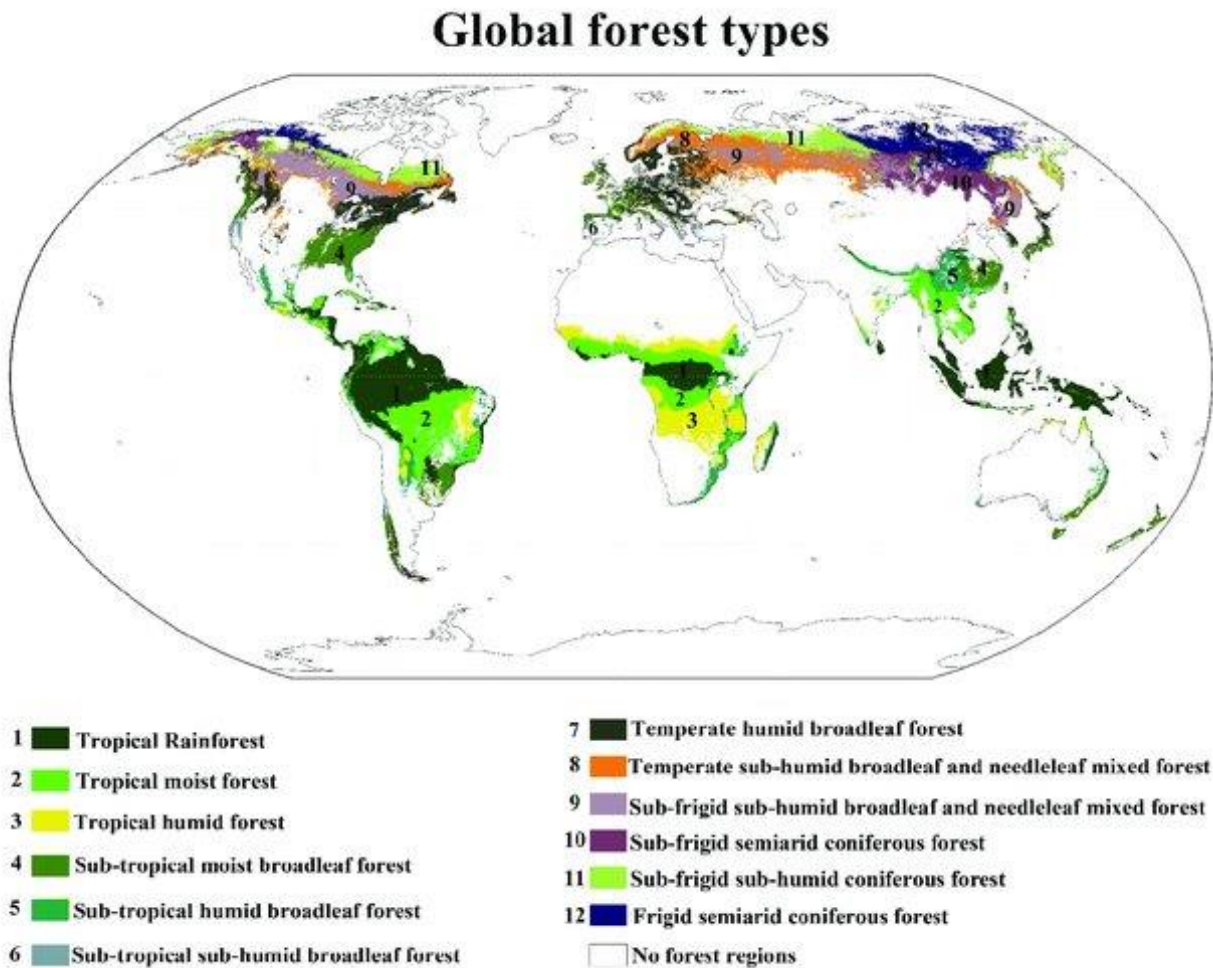 Global forest types
12
11
8
11
9
10
9
9
4
6
4
5
2
1
1
2
2
3
1 Tropical Rainforest
2 Tropical moist forest
3 Tropical humid forest
4 Sub-tropical moist broadleaf forest
5 Sub-tropical humid broadleaf forest
6 Sub-tropical sub-humid broadleaf forest
7 Temperate humid broadleaf forest
8 Temperate sub-humid broadleaf and needleleaf mixed forest
9 Sub-frigid sub-humid broadleaf and needleleaf mixed forest
10 Sub-frigid semiarid coniferous forest
11 Sub-frigid sub-humid coniferous forest
12 Frigid semiarid coniferous forest
No forest regions